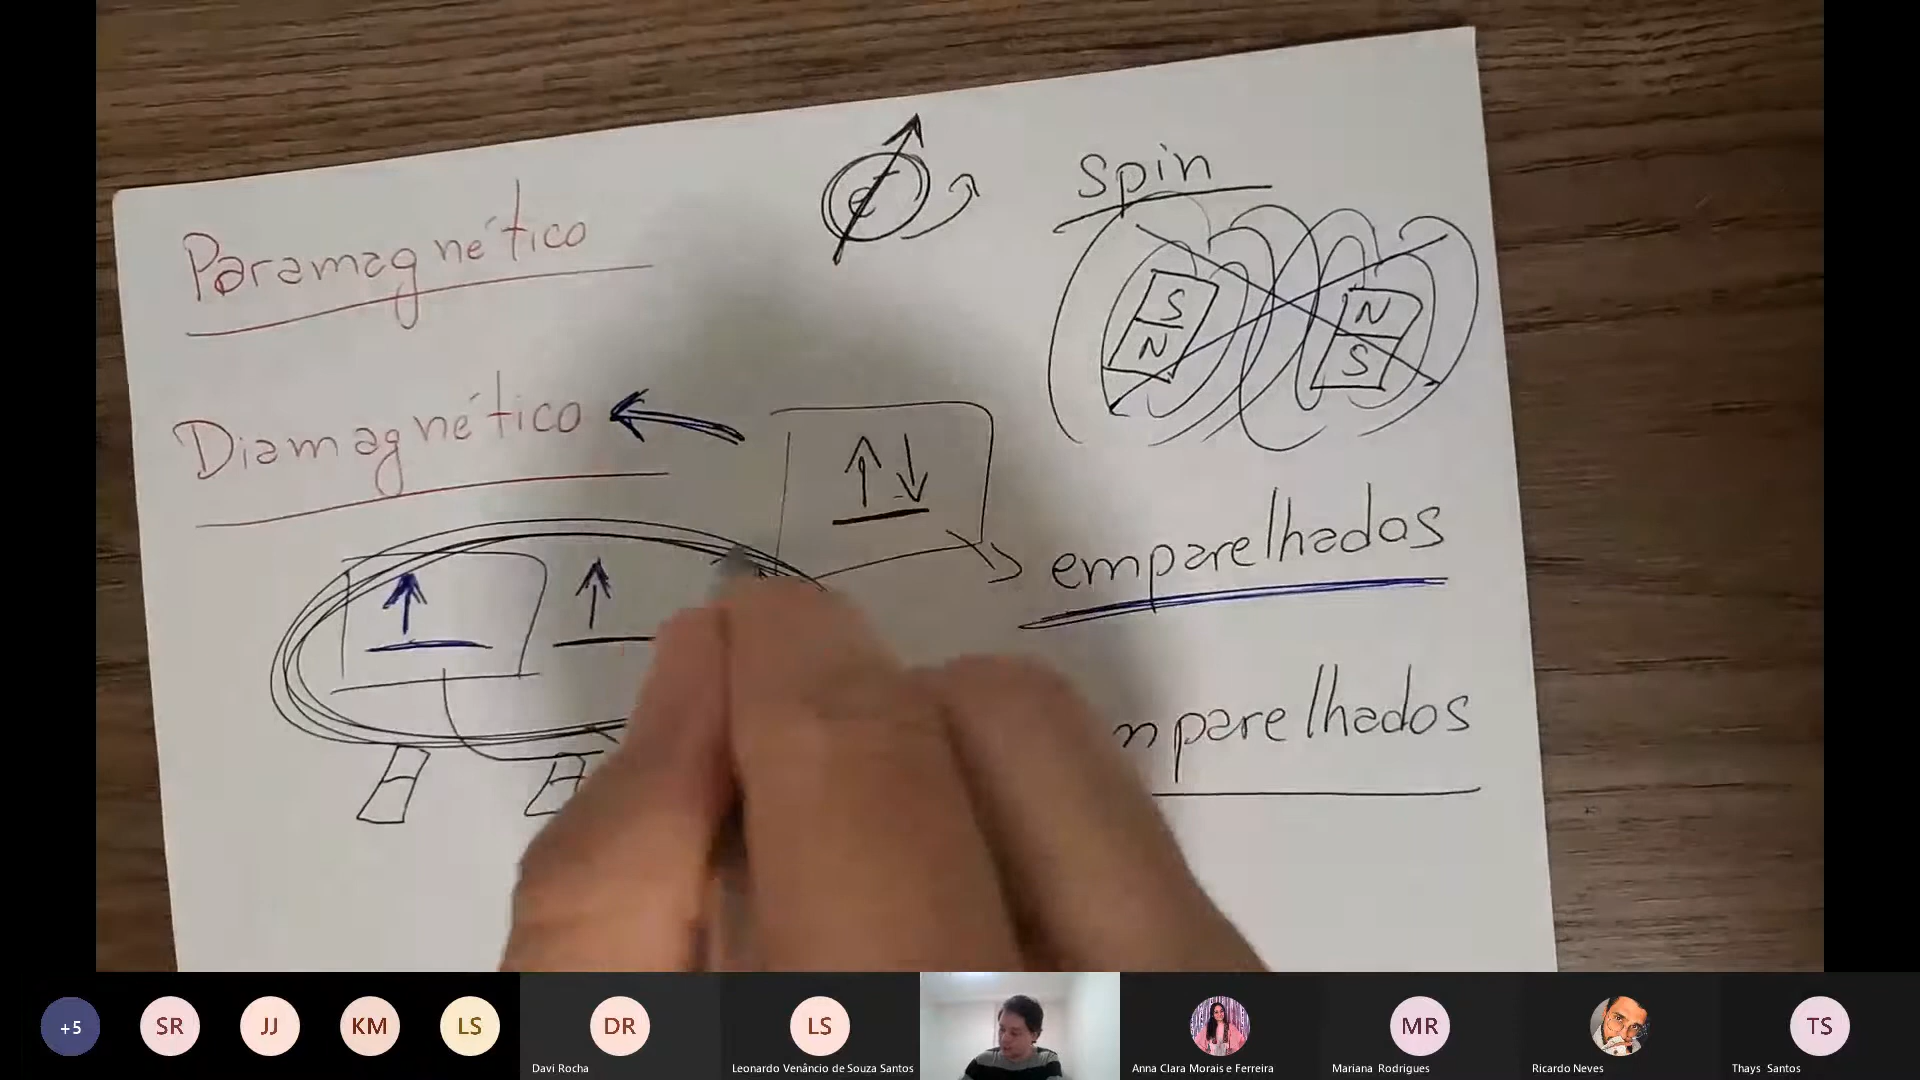 spin
Paramagnético
e⁻
S
N
N
S
Diamagnético
↑↓
emparelhados
↑ ↑
nparelhados
+5
SR
JJ
KM
LS
DR
LS
MR
TS
Davi Rocha
Leonardo Venâncio de Souza Santos
Anna Clara Morais e Ferreira
Mariana Rodrigues
Ricardo Neves
Thays Santos